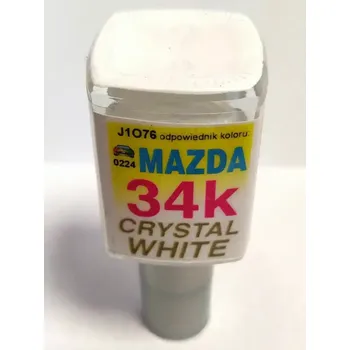 J1O76 odpowiednik koloru:
0224 MAZDA
34k
CRYSTAL
WHITE